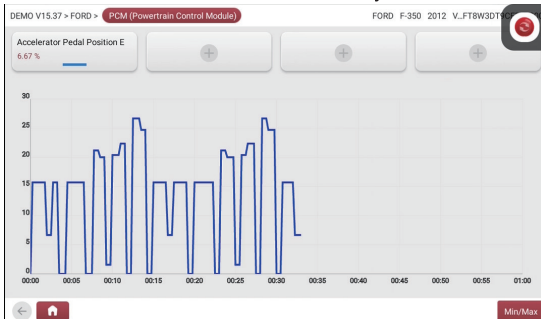 DEMO V15.37 > FORD > PCM (Powertrain Control Module)
FORD F-350 2012
Accelerator Pedal Position E
6.67 %
30
25
20
15
10
5
0
00:00 00:05 00:10 00:15 00:20 00:25 00:30 00:35 00:40 00:45 00:50 00:55 01:00
Min/Max